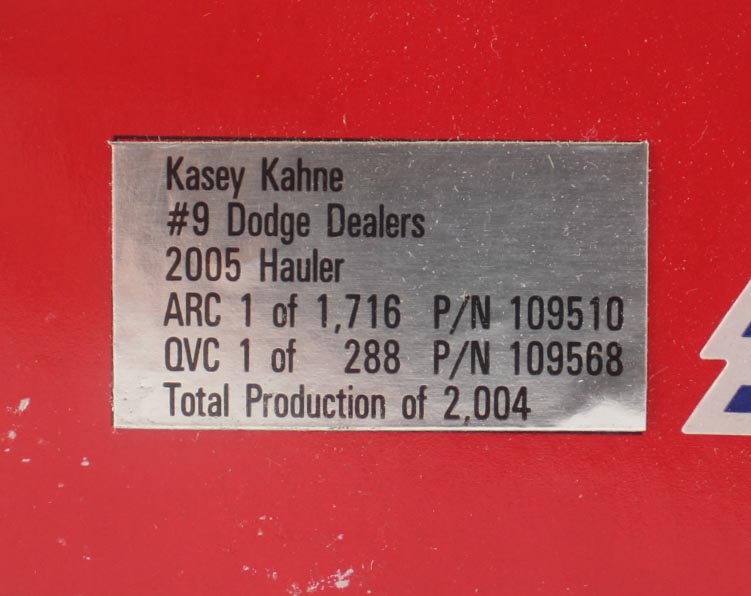 Kasey Kahne
#9 Dodge Dealers
2005 Hauler
ARC 1 of 1,716 P/N 109510
QVC 1 of 288 P/N 109568
Total Production of 2,004